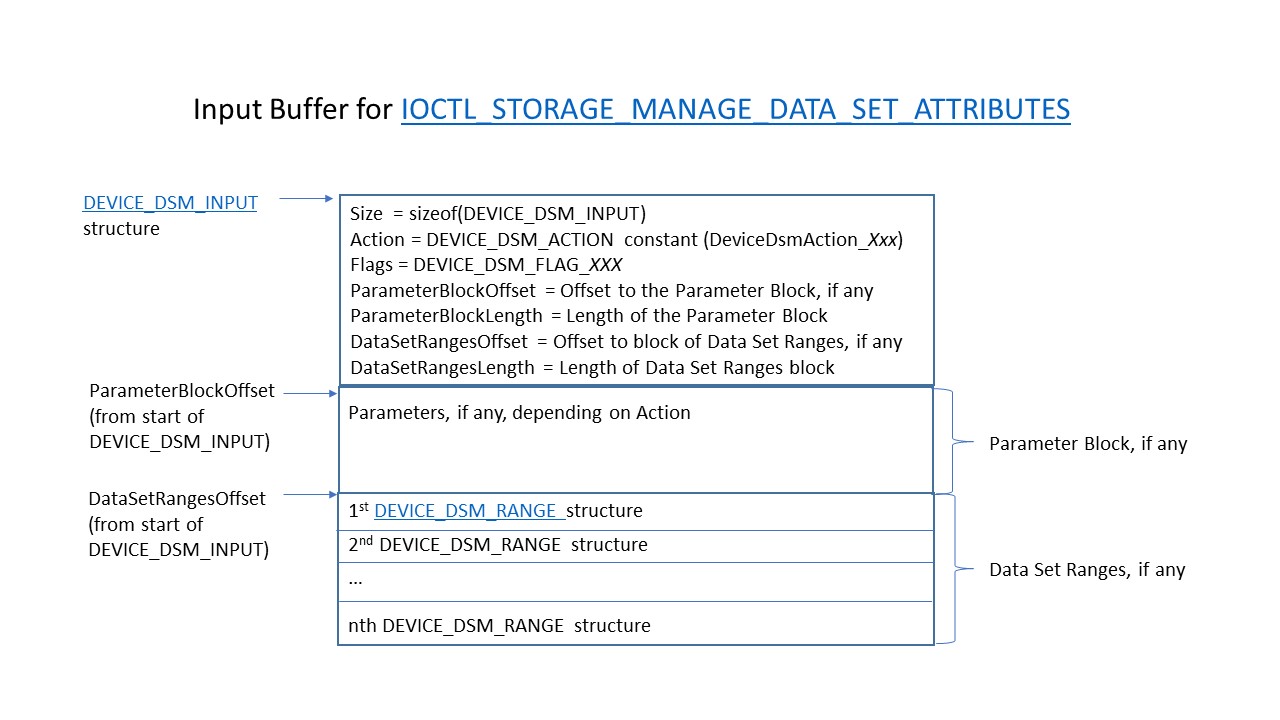 Input Buffer for IOCTL_STORAGE_MANAGE_DATA_SET_ATTRIBUTES
DEVICE_DSM_INPUT
structure
Size = sizeof(DEVICE_DSM_INPUT)
Action = DEVICE_DSM_ACTION constant (DeviceDsmAction_Xxx)
Flags = DEVICE_DSM_FLAG_XXX
ParameterBlockOffset = Offset to the Parameter Block, if any
ParameterBlockLength = Length of the Parameter Block
DataSetRangesOffset = Offset to block of Data Set Ranges, if any
DataSetRangesLength = Length of Data Set Ranges block
ParameterBlockOffset
(from start of
DEVICE_DSM_INPUT)
Parameters, if any, depending on Action
Parameter Block, if any
DataSetRangesOffset
(from start of
DEVICE_DSM_INPUT)
1st DEVICE_DSM_RANGE structure
2nd DEVICE_DSM_RANGE structure
...
nth DEVICE_DSM_RANGE structure
Data Set Ranges, if any